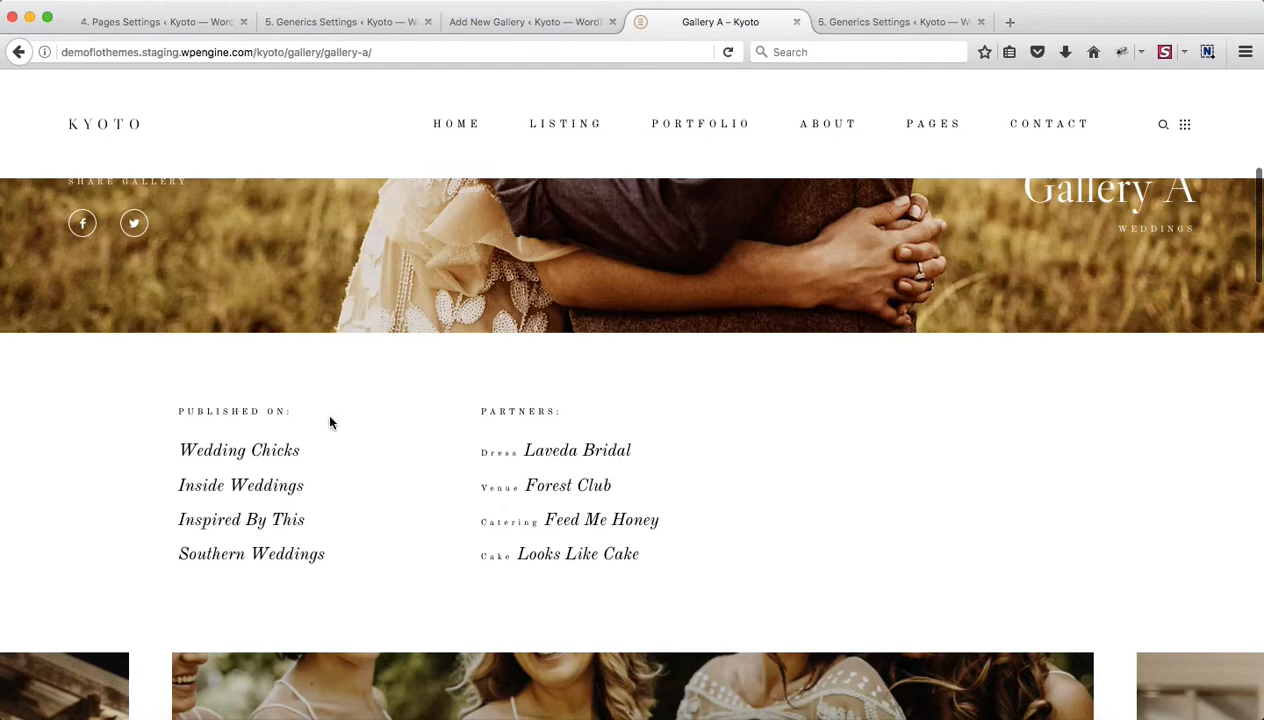 4. Pages Settings ‹ Kyoto — Word
5. Generics Settings ‹ Kyoto — W
Add New Gallery ‹ Kyoto — WordP
Gallery A – Kyoto
5. Generics Settings ‹ Kyoto — W
demoflothemes.staging.wpengine.com/kyoto/gallery/gallery-a/
Search
KYOTO
HOME
LISTING
PORTFOLIO
ABOUT
PAGES
CONTACT
SHARE GALLERY
Gallery A
WEDDINGS
PUBLISHED ON:
Wedding Chicks
Inside Weddings
Inspired By This
Southern Weddings
PARTNERS:
Dress Laveda Bridal
Venue Forest Club
Catering Feed Me Honey
Cake Looks Like Cake